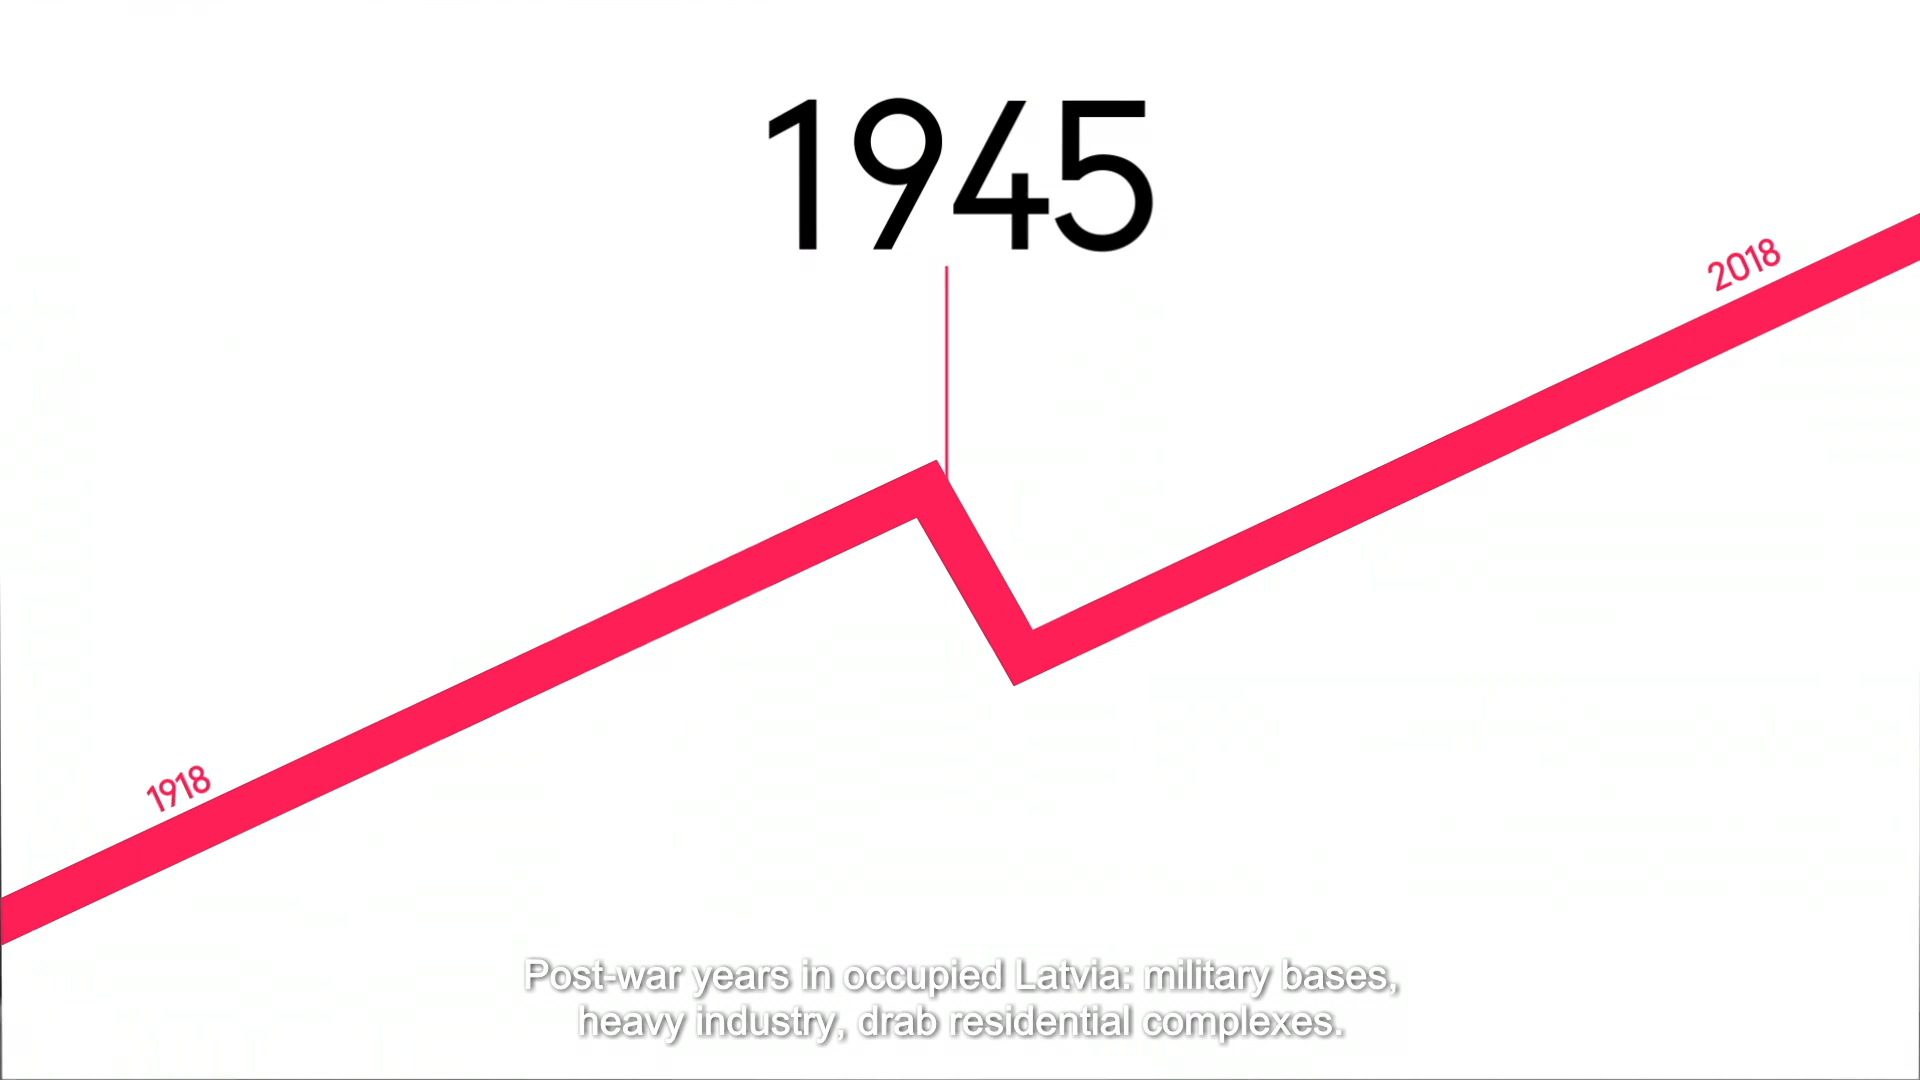 1945
2018
1918
Post-war years in occupied Latvia: military bases,
heavy industry, drab residential complexes.